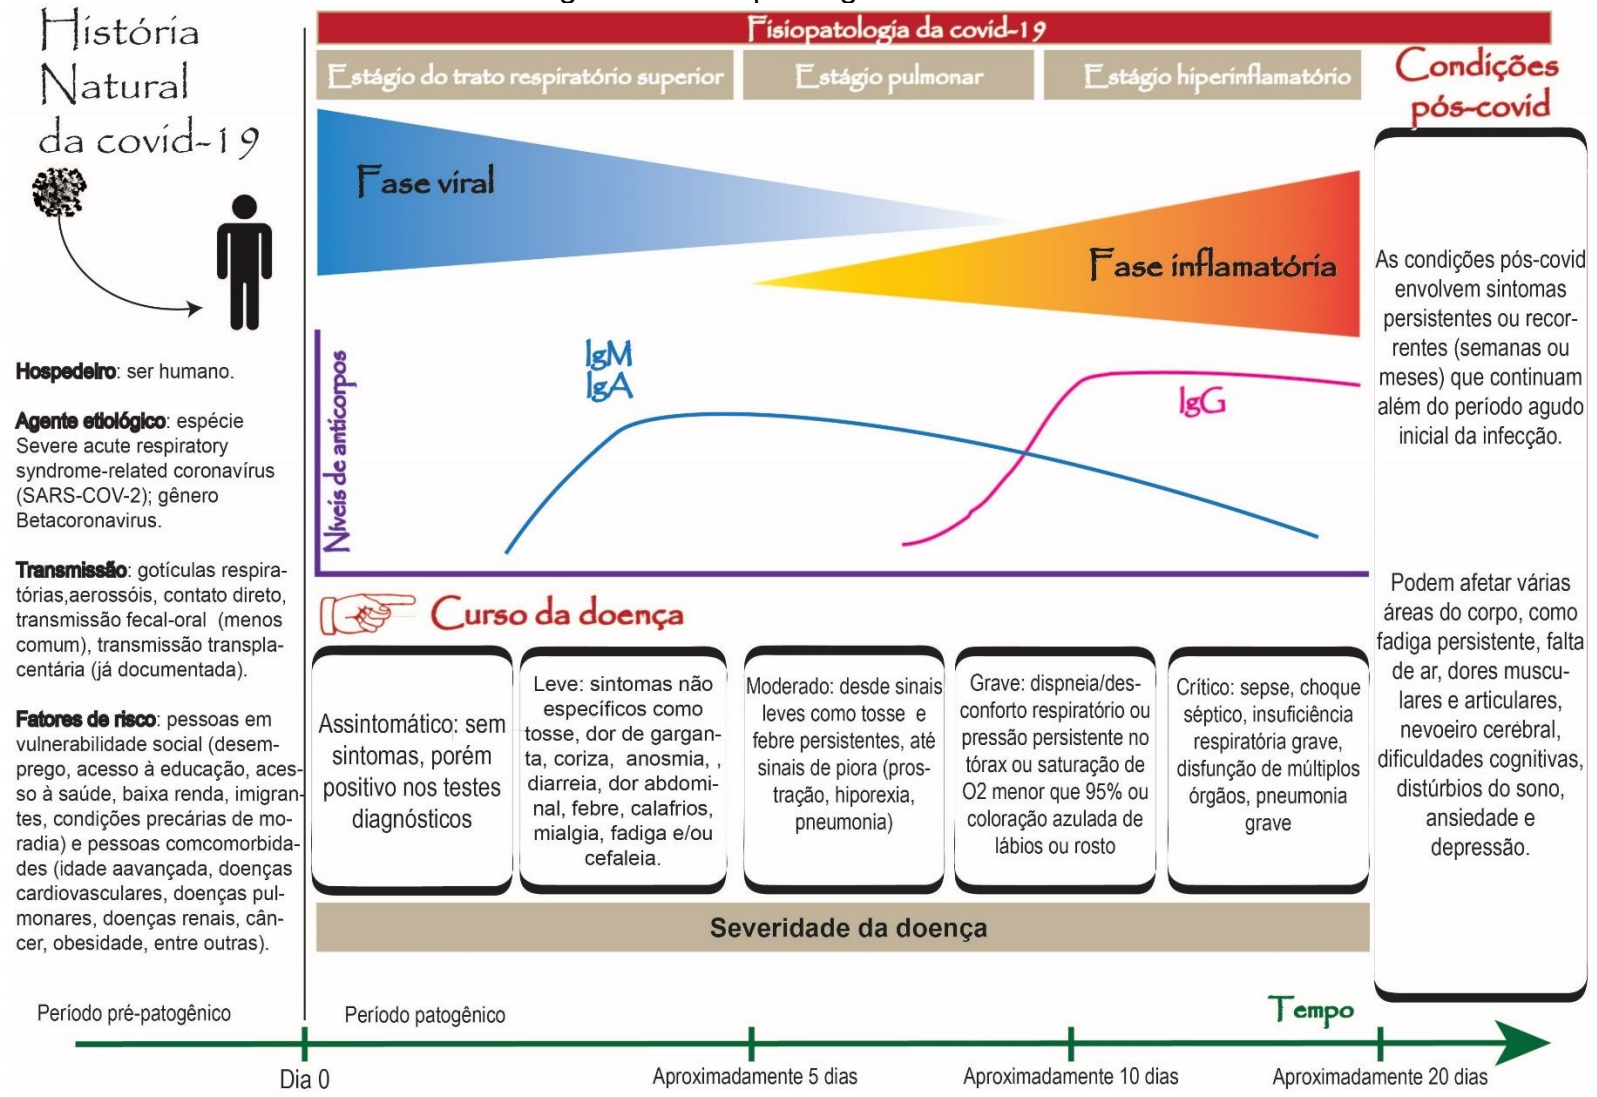 História
Natural
da covid-19
Hospedeiro: ser humano.
Agente etiológico: espécie
Severe acute respiratory
syndrome-related coronavírus
(SARS-COV-2); gênero
Betacoronavirus.
Transmissão: gotículas respira-
tórias,aerossóis, contato direto,
transmissão fecal-oral (menos
comum), transmissão transpla-
centária (já documentada).
Fatores de risco: pessoas em
vulnerabilidade social (desem-
prego, acesso à educação, aces-
so à saúde, baixa renda, imigran-
tes, condições precárias de mo-
radia) e pessoas comcomorbida-
des (idade aavançada, doenças
cardiovasculares, doenças pul-
monares, doenças renais, cân-
cer, obesidade, entre outras).
Fisiopatologia da covid-19
Estágio do trato respiratório superior
Estágio pulmonar
Estágio hiperinflamatório
Fase viral
Fase inflamatória
Níveis de anticorpos
IgM
IgA
IgG
Curso da doença
Assintomático: sem
sintomas, porém
positivo nos testes
diagnósticos
Leve: sintomas não
específicos como
tosse, dor de gargan-
ta, coriza, anosmia, ,
diarreia, dor abdomi-
nal, febre, calafrios,
mialgia, fadiga e/ou
cefaleia.
Moderado: desde sinais
leves como tosse e
febre persistentes, até
sinais de piora (pros-
tração, hiporexia,
pneumonia)
Grave: dispneia/des-
conforto respiratório ou
pressão persistente no
tórax ou saturação de
O2 menor que 95% ou
coloração azulada de
lábios ou rosto
Crítico: sepse, choque
séptico, insuficiência
respiratória grave,
disfunção de múltiplos
órgãos, pneumonia
grave
Severidade da doença
Condições
pós-covid
As condições pós-covid
envolvem sintomas
persistentes ou recor-
rentes (semanas ou
meses) que continuam
além do período agudo
inicial da infecção.
Podem afetar várias
áreas do corpo, como
fadiga persistente, falta
de ar, dores muscu-
lares e articulares,
nevoeiro cerebral,
dificuldades cognitivas,
distúrbios do sono,
ansiedade e
depressão.
Período pré-patogênico
Período patogênico
Tempo
Dia 0
Aproximadamente 5 dias
Aproximadamente 10 dias
Aproximadamente 20 dias